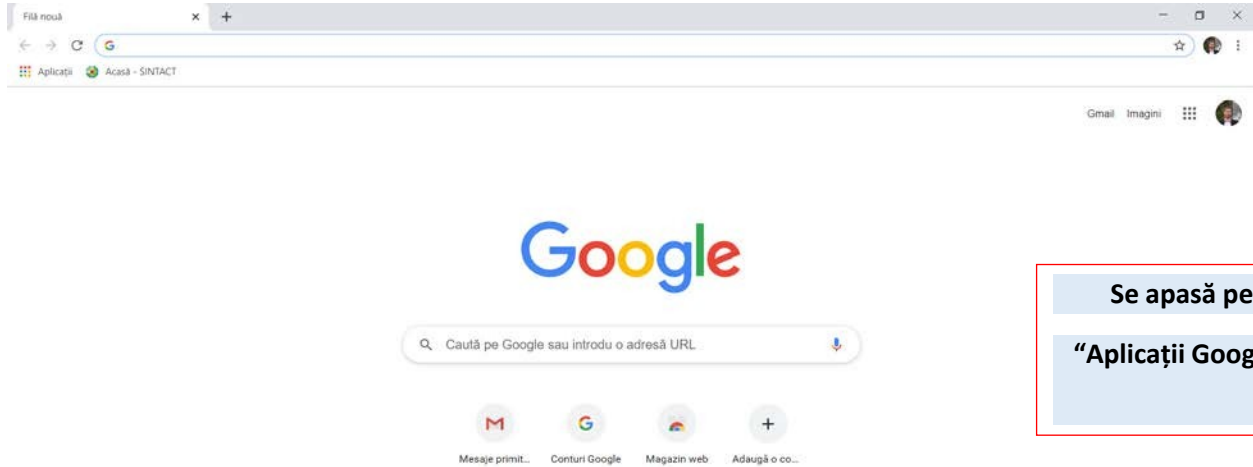 Filă nouă
Aplicații Acasă - SINTACT
Gmail Imagini
Google
Caută pe Google sau introdu o adresă URL
Mesaje primit... Conturi Google Magazin web Adaugă o co...
Se apasă pe
“Aplicații Goog